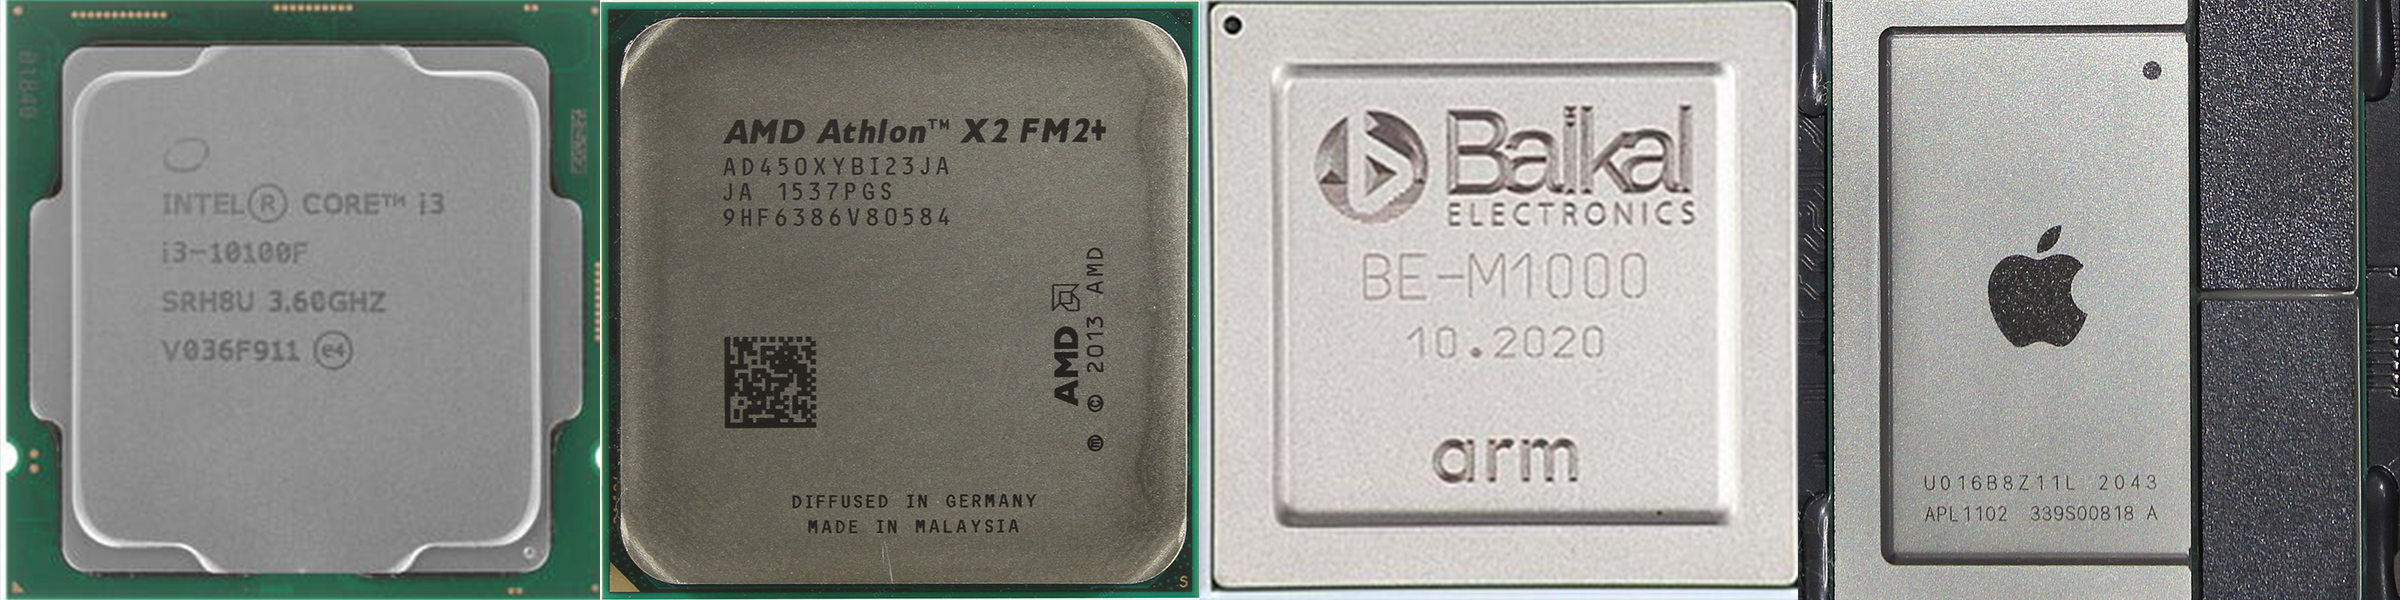 INTEL® CORE™ i3
i3-10100F
SRH8U 3.60GHZ
V036F911 e4
AMD Athlon™ X2 FM2+
AD450XYBI23JA
JA 1537PGS
9HF6386V80584
AMD
ⓜ © 2013 AMD
DIFFUSED IN GERMANY
MADE IN MALAYSIA
S
Baikal
ELECTRONICS
BE-M1000
10.2020
arm
U016B8Z11L 2043
APL1102 339S00818 A